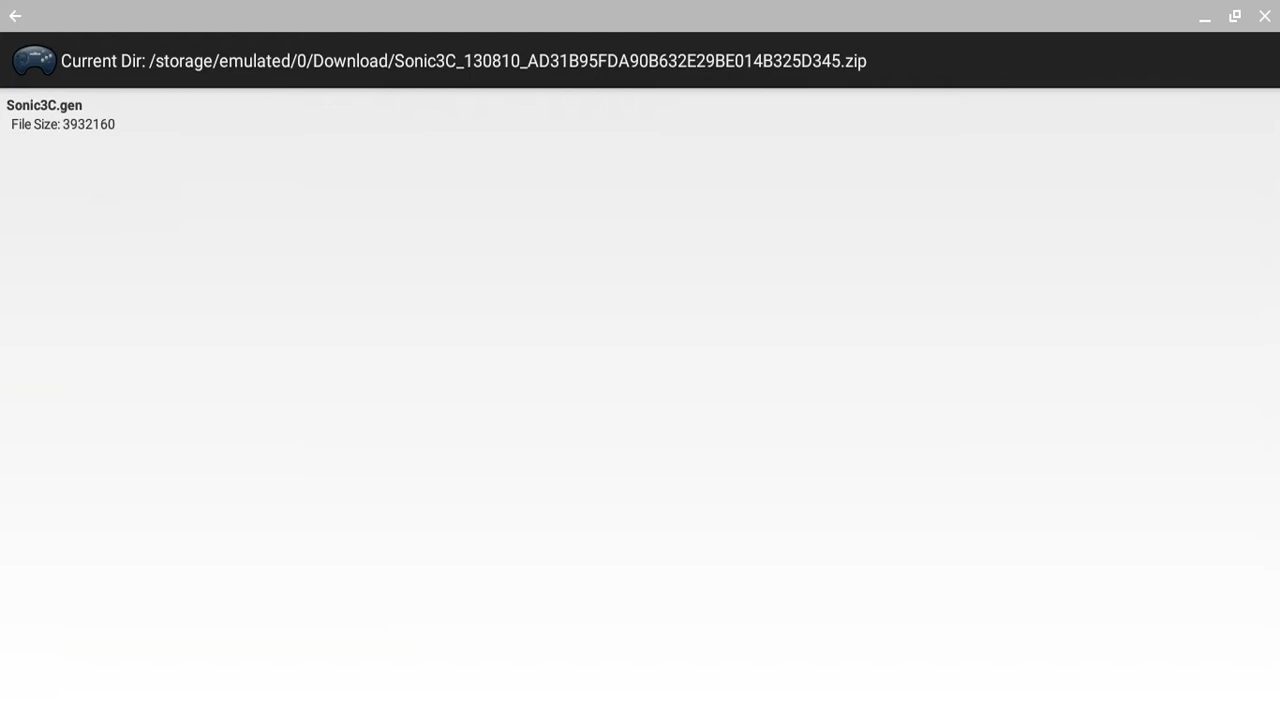 Current Dir: /storage/emulated/0/Download/Sonic3C_130810_AD31B95FDA90B632E29BE014B325D345.zip
Sonic3C.gen
File Size: 3932160